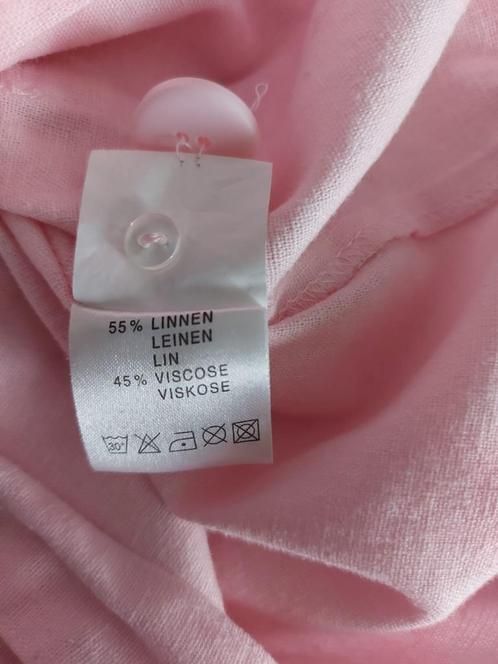 55% LINNEN
LEINEN
LIN
45% VISCOSE
VISKOSE
30°